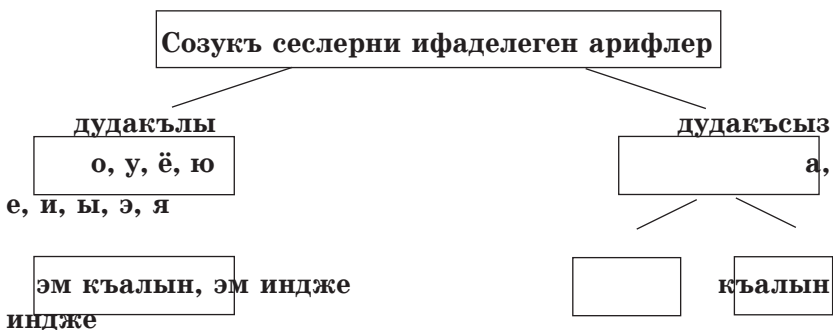 Созукъ сеслерни ифаделеген арифлер
дудакълы дудакъсыз
о, у, ё, ю а,
е, и, ы, э, я
эм къалын, эм индже къалын
индже